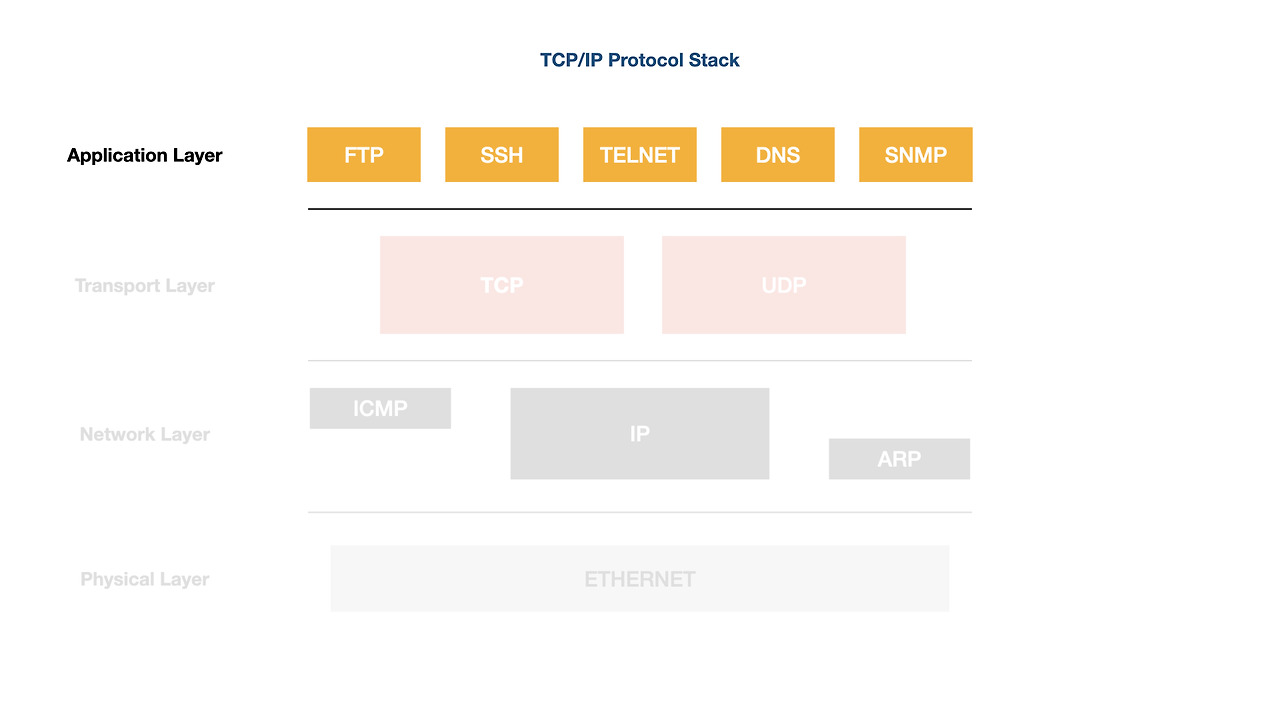 TCP/IP Protocol Stack
Application Layer
FTP
SSH
TELNET
DNS
SNMP
Transport Layer
TCP
UDP
Network Layer
ICMP
IP
ARP
Physical Layer
ETHERNET